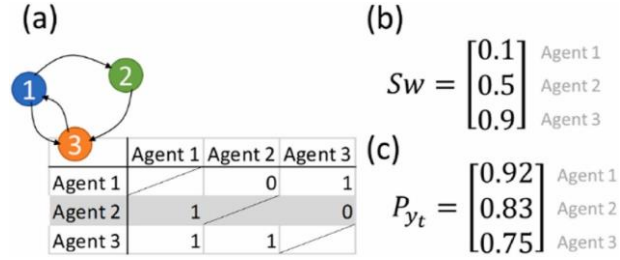 (a)
1
2
3
Agent 1 Agent 2 Agent 3
Agent 1 0 1
Agent 2 1 0
Agent 3 1 1
(b)
Sw = [0.1 0.5 0.9]
Agent 1
Agent 2
Agent 3
(c)
P_{y_t} = [0.92 0.83 0.75]
Agent 1
Agent 2
Agent 3